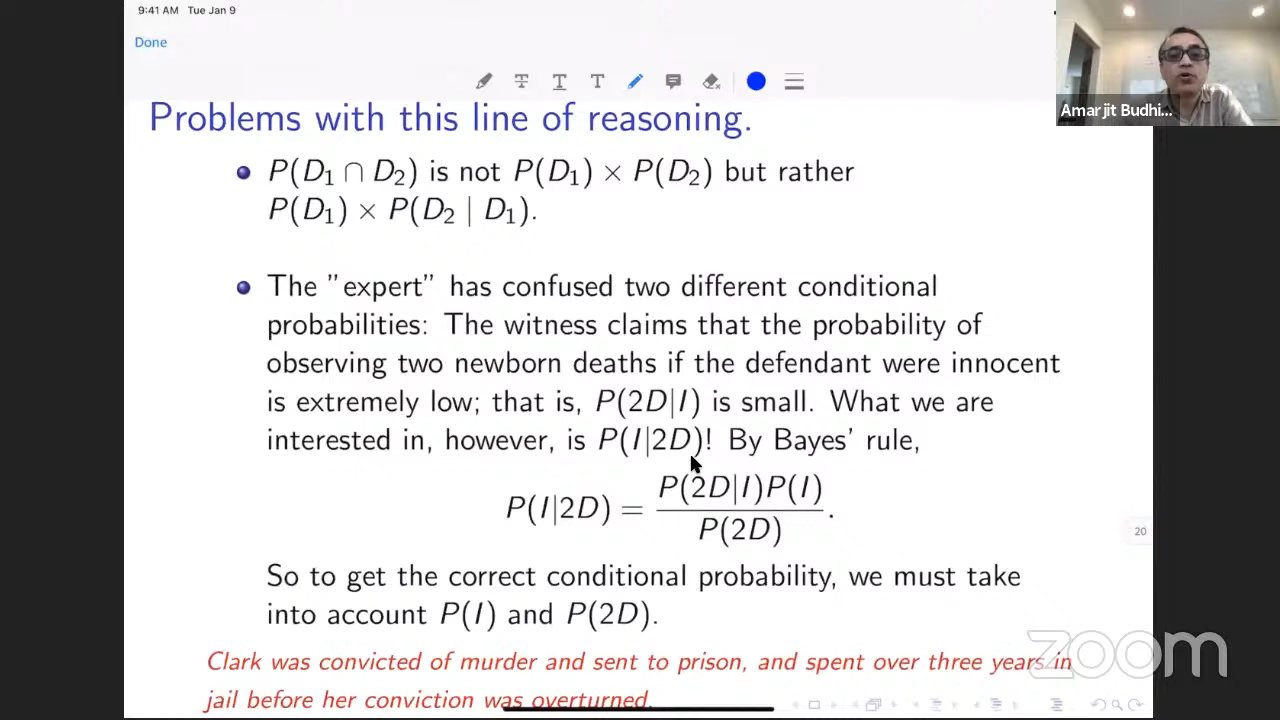 9:41 AM Tue Jan 9
Done
Amarjit Budhi...
Problems with this line of reasoning.
P(D₁ ∩ D₂) is not P(D₁) × P(D₂) but rather
P(D₁) × P(D₂ | D₁).
The "expert" has confused two different conditional
probabilities: The witness claims that the probability of
observing two newborn deaths if the defendant were innocent
is extremely low; that is, P(2D|I) is small. What we are
interested in, however, is P(I|2D)! By Bayes' rule,
P(I|2D) = P(2D|I)P(I) / P(2D).
20
So to get the correct conditional probability, we must take
into account P(I) and P(2D).
Clark was convicted of murder and sent to prison, and spent over three years in
jail before her conviction was overturned.
zoom